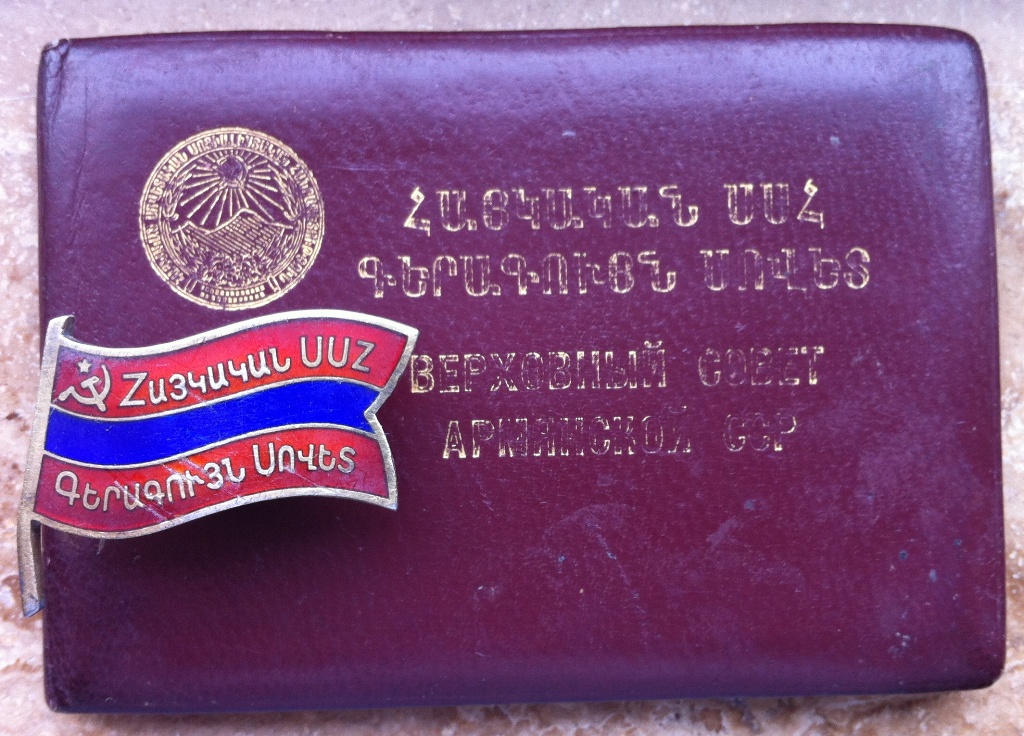 ՀԱՅԿԱԿԱՆ ՍՍՀ
ԳԵՐԱԳՈՒՅՆ ՍՈՎԵՏ
ВЕРХОВНЫЙ СОВЕТ
АРМЯНСКОЙ ССР
ՀԱՅԿԱԿԱՆ ՍՍՀ
ԳԵՐԱԳՈՒՅՆ ՍՈՎԵՏ